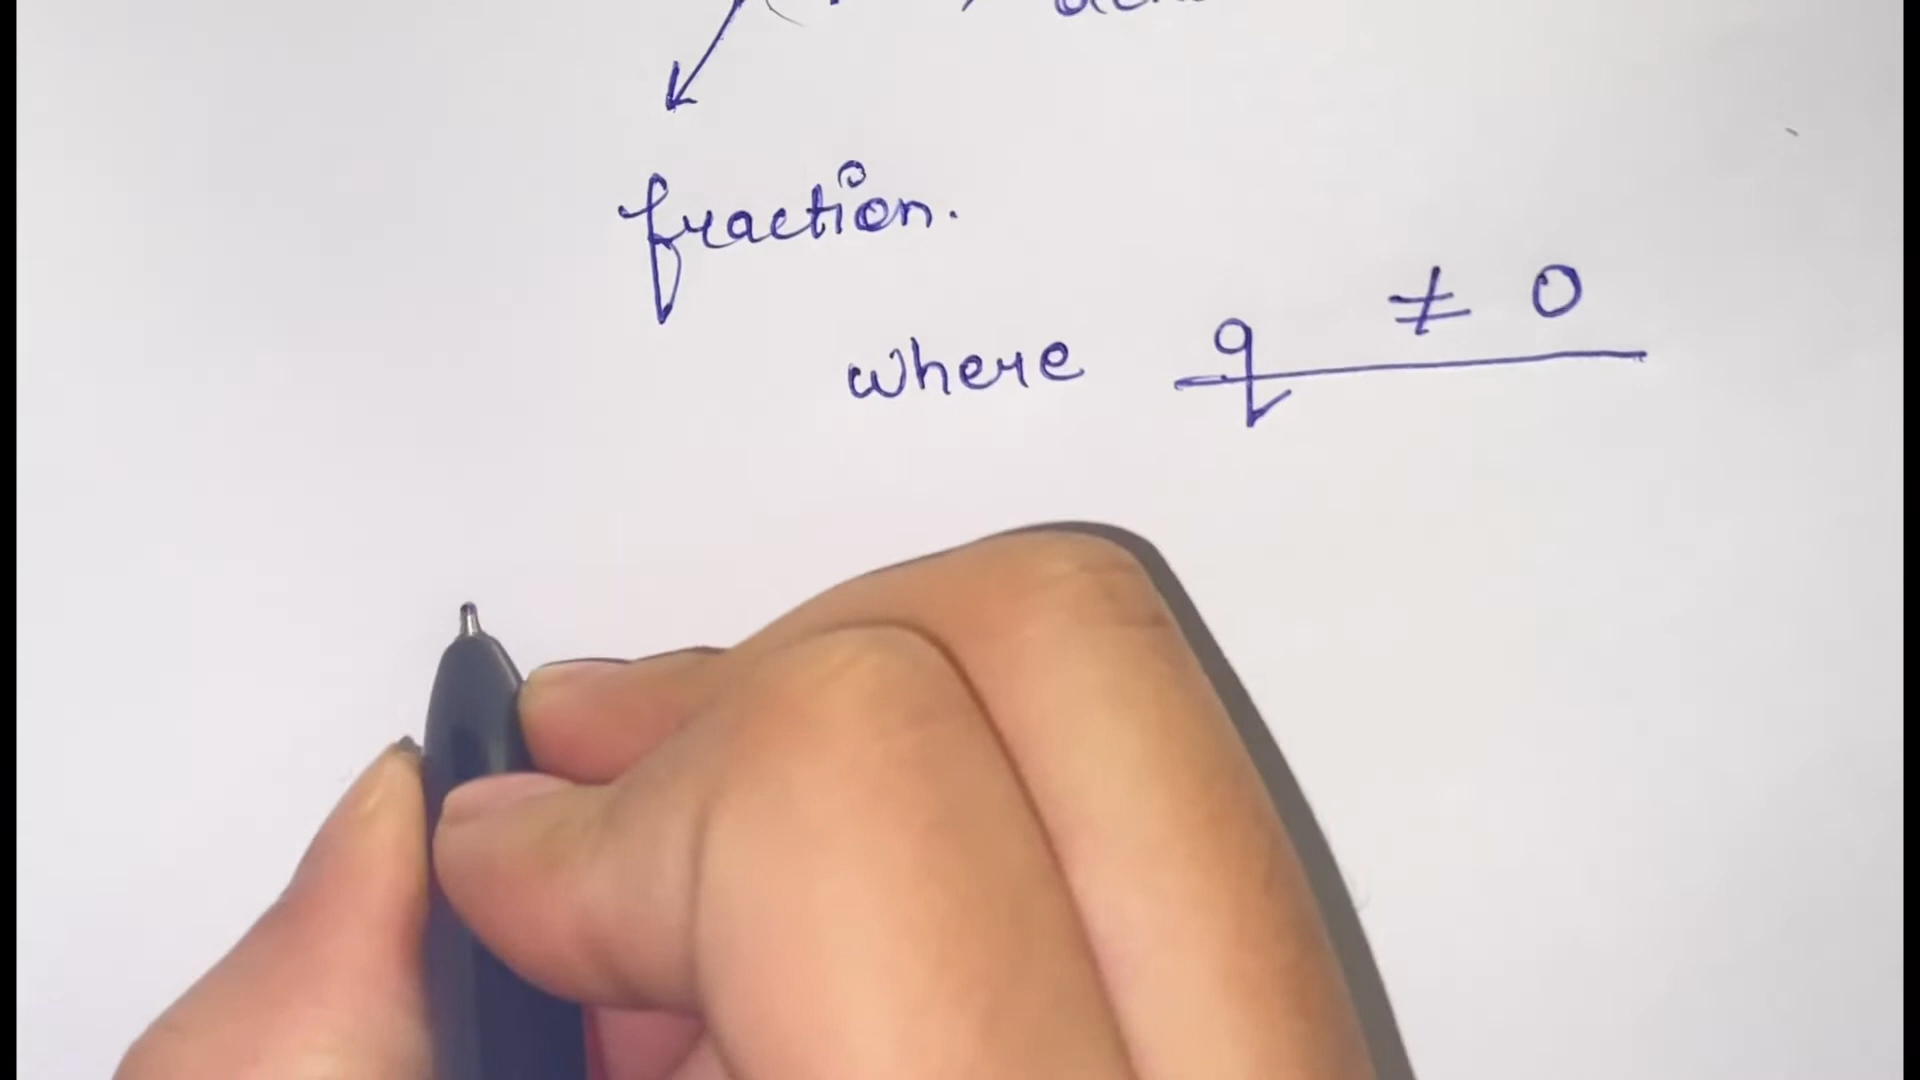 fraction.
where q ≠ 0